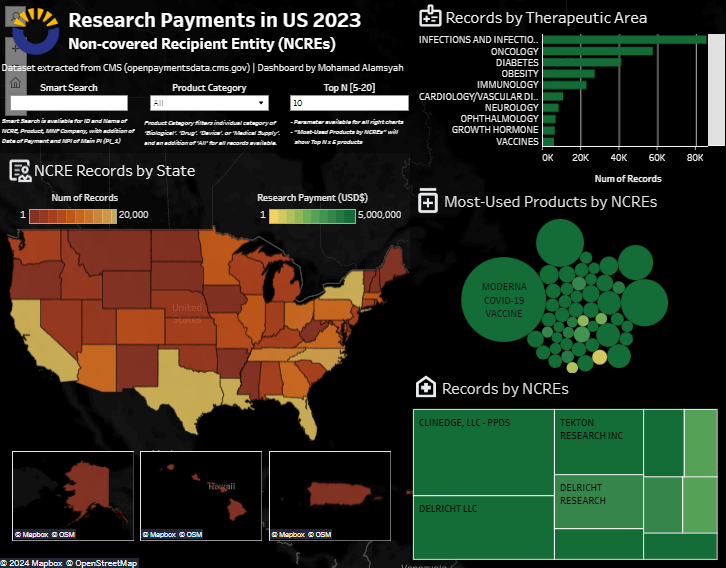 Research Payments in US 2023
Non-covered Recipient Entity (NCREs)
Dataset extracted from CMS (openpaymentsdata.cms.gov) | Dashboard by Mohamad Alamsyah
Smart Search
Product Category
Top N [5-20]
All
10
Smart Search is available for ID and Name of
NCRE, Product, MNF Company, with addition of
Date of Payment and NPI of Main PI (PI_1)
Product Category filters individual category of
'Biological', 'Drug', 'Device', or 'Medical Supply',
and an addition of 'All' for all records available.
- Parameter available for all right charts
- "Most-Used Products by NCREs" will
show Top N x 5 products
NCRE Records by State
Num of Records
1
20,000
Research Payment (USD$)
1
5,000,000
United
States
Hawaii
© Mapbox © OSM
© Mapbox © OSM
© Mapbox © OSM
© 2024 Mapbox © OpenStreetMap
Records by Therapeutic Area
INFECTIONS AND INFECTIO..
ONCOLOGY
DIABETES
OBESITY
IMMUNOLOGY
CARDIOLOGY/VASCULAR DI..
NEUROLOGY
OPHTHALMOLOGY
GROWTH HORMONE
VACCINES
0K
20K
40K
60K
80K
Num of Records
Most-Used Products by NCREs
MODERNA
COVID-19
VACCINE
Records by NCREs
CLINEDGE, LLC - PPDS
TEKTON
RESEARCH INC
DELRICHT
RESEARCH
DELRICHT LLC
Venezuela